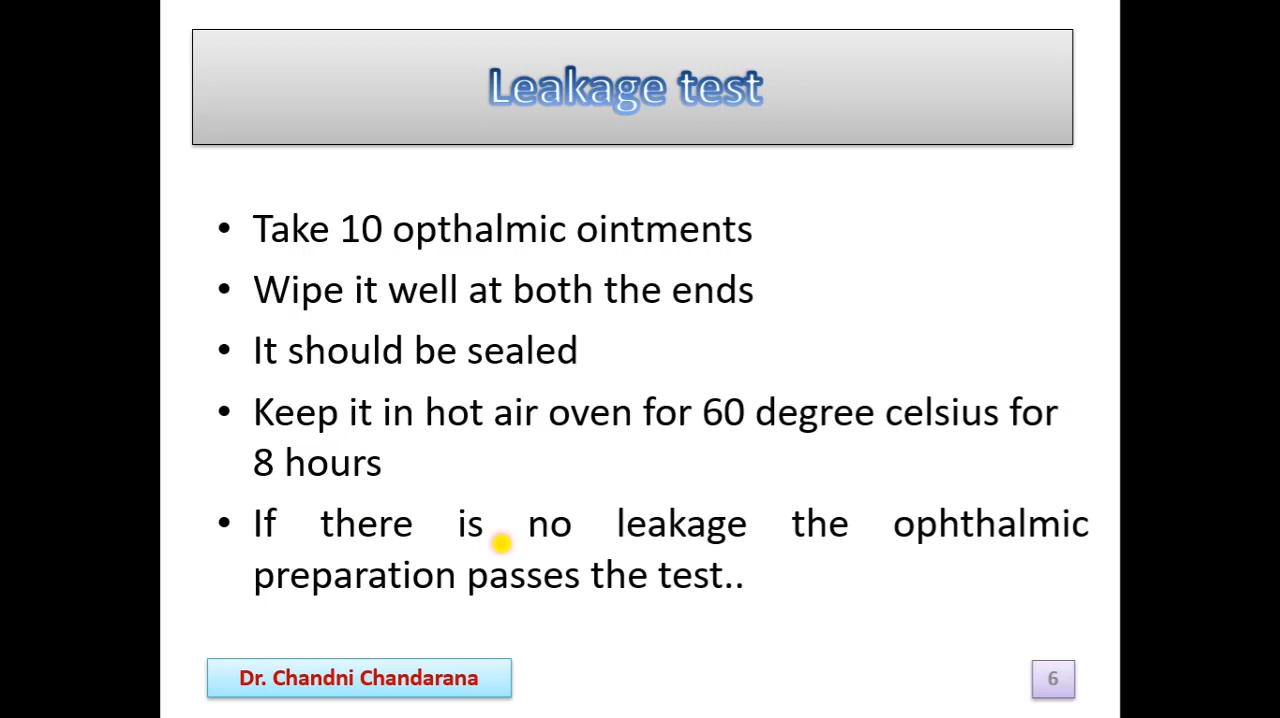 Leakage test
• Take 10 opthalmic ointments
• Wipe it well at both the ends
• It should be sealed
• Keep it in hot air oven for 60 degree celsius for
8 hours
• If there is no leakage the ophthalmic
preparation passes the test..
Dr. Chandni Chandarana
6